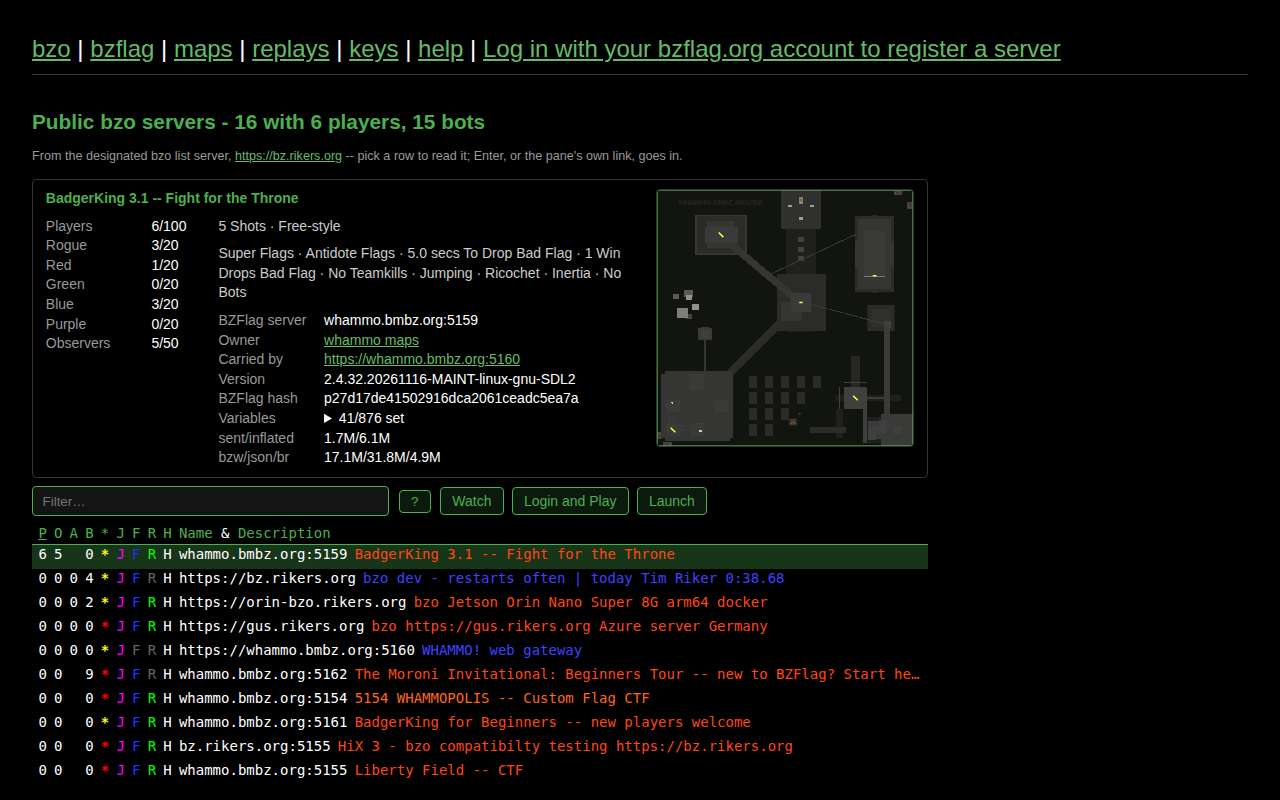 bzo | bzflag | maps | replays | keys | help | Log in with your bzflag.org account to register a server
Public bzo servers - 16 with 6 players, 15 bots
From the designated bzo list server, https://bz.rikers.org -- pick a row to read it; Enter, or the pane's own link, goes in.
BadgerKing 3.1 -- Fight for the Throne
Players 6/100
Rogue 3/20
Red 1/20
Green 0/20
Blue 3/20
Purple 0/20
Observers 5/50
5 Shots · Free-style
Super Flags · Antidote Flags · 5.0 secs To Drop Bad Flag · 1 Win
Drops Bad Flag · No Teamkills · Jumping · Ricochet · Inertia · No
Bots
BZFlag server whammo.bmbz.org:5159
Owner whammo maps
Carried by https://whammo.bmbz.org:5160
Version 2.4.32.20261116-MAINT-linux-gnu-SDL2
BZFlag hash p27d17de41502916dca2061ceadc5ea7a
Variables ▶ 41/876 set
sent/inflated 1.7M/6.1M
bzw/json/br 17.1M/31.8M/4.9M
Filter… ? Watch Login and Play Launch
P O A B * J F R H Name & Description
6 5 0 * J F R H whammo.bmbz.org:5159 BadgerKing 3.1 -- Fight for the Throne
0 0 0 4 * J F R H https://bz.rikers.org bzo dev - restarts often | today Tim Riker 0:38.68
0 0 0 2 * J F R H https://orin-bzo.rikers.org bzo Jetson Orin Nano Super 8G arm64 docker
0 0 0 0 * J F R H https://gus.rikers.org bzo https://gus.rikers.org Azure server Germany
0 0 0 0 * J F R H https://whammo.bmbz.org:5160 WHAMMO! web gateway
0 0 9 * J F R H whammo.bmbz.org:5162 The Moroni Invitational: Beginners Tour -- new to BZFlag? Start he…
0 0 0 * J F R H whammo.bmbz.org:5154 5154 WHAMMOPOLIS -- Custom Flag CTF
0 0 0 * J F R H whammo.bmbz.org:5161 BadgerKing for Beginners -- new players welcome
0 0 0 * J F R H bz.rikers.org:5155 HiX 3 - bzo compatibilty testing https://bz.rikers.org
0 0 0 * J F R H whammo.bmbz.org:5155 Liberty Field -- CTF